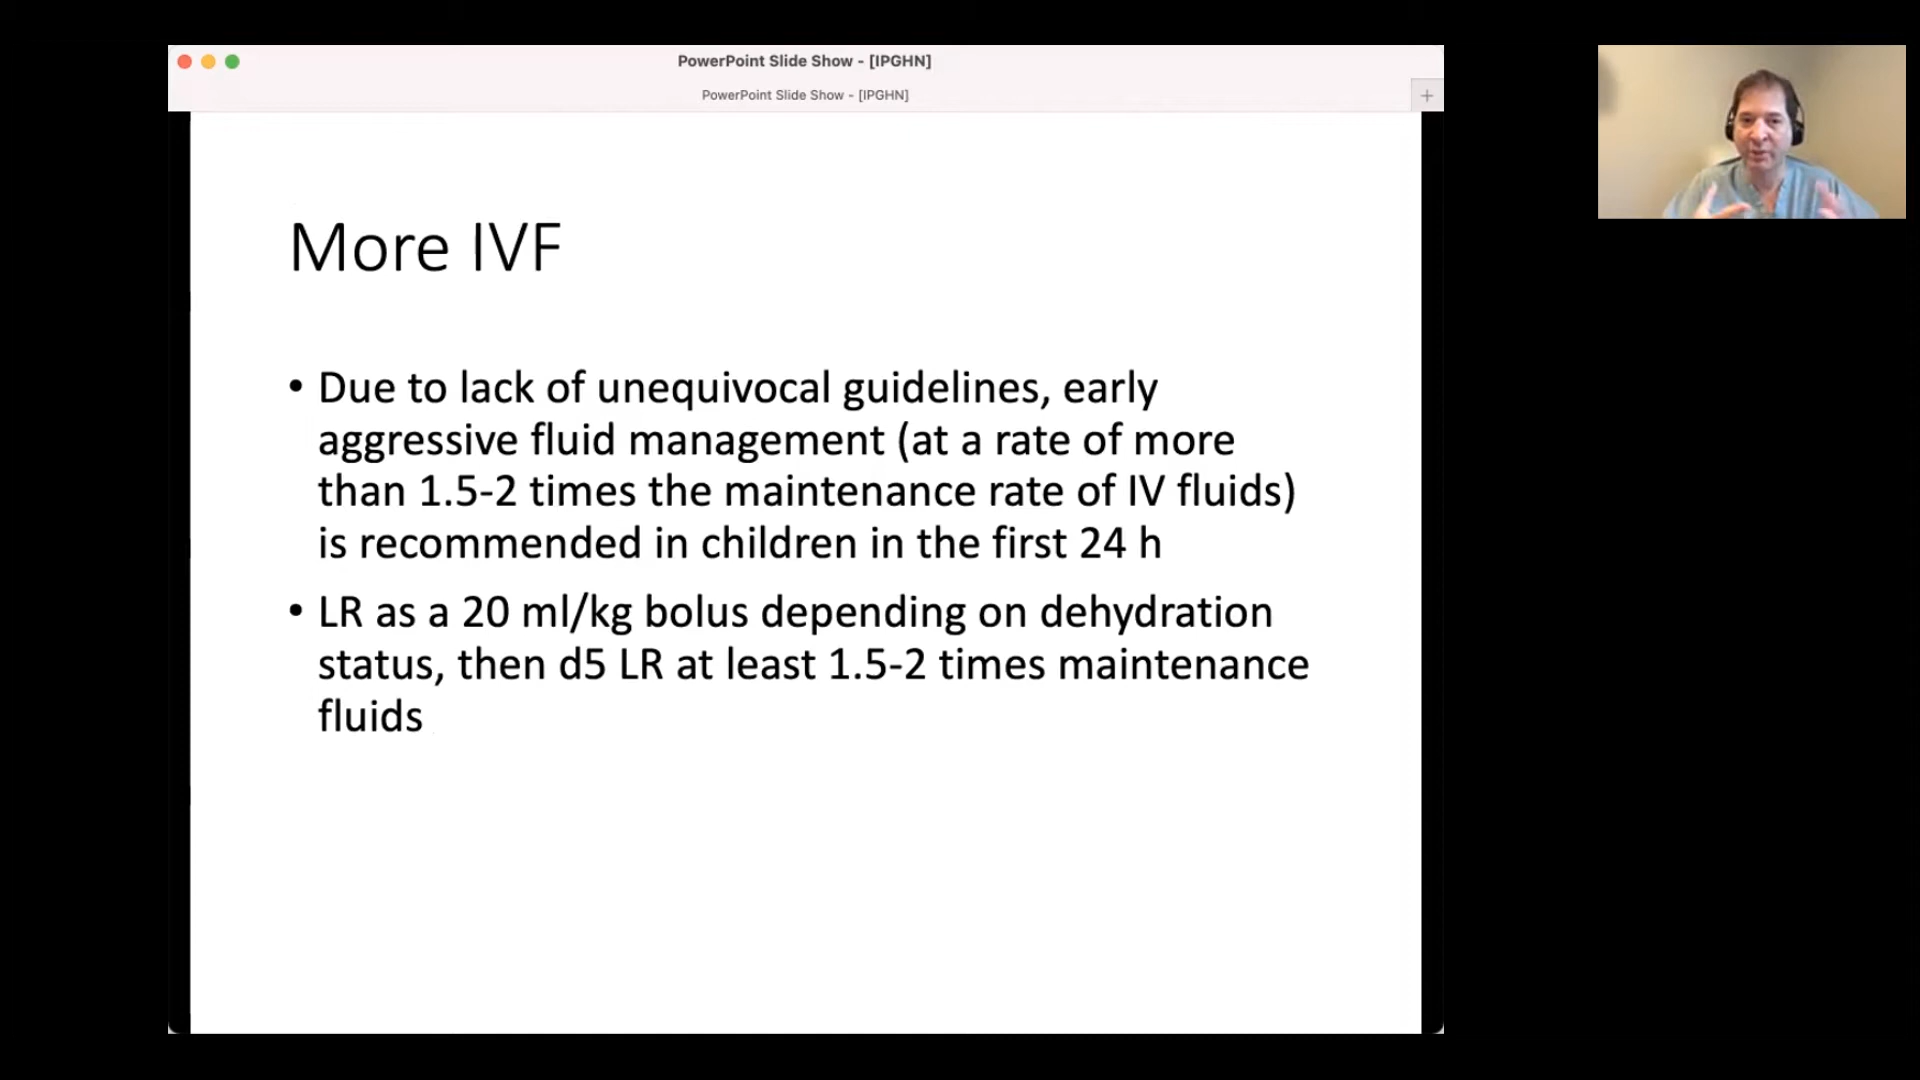 PowerPoint Slide Show - [IPGHN]
PowerPoint Slide Show - [IPGHN]
More IVF
• Due to lack of unequivocal guidelines, early
aggressive fluid management (at a rate of more
than 1.5-2 times the maintenance rate of IV fluids)
is recommended in children in the first 24 h
• LR as a 20 ml/kg bolus depending on dehydration
status, then d5 LR at least 1.5-2 times maintenance
fluids